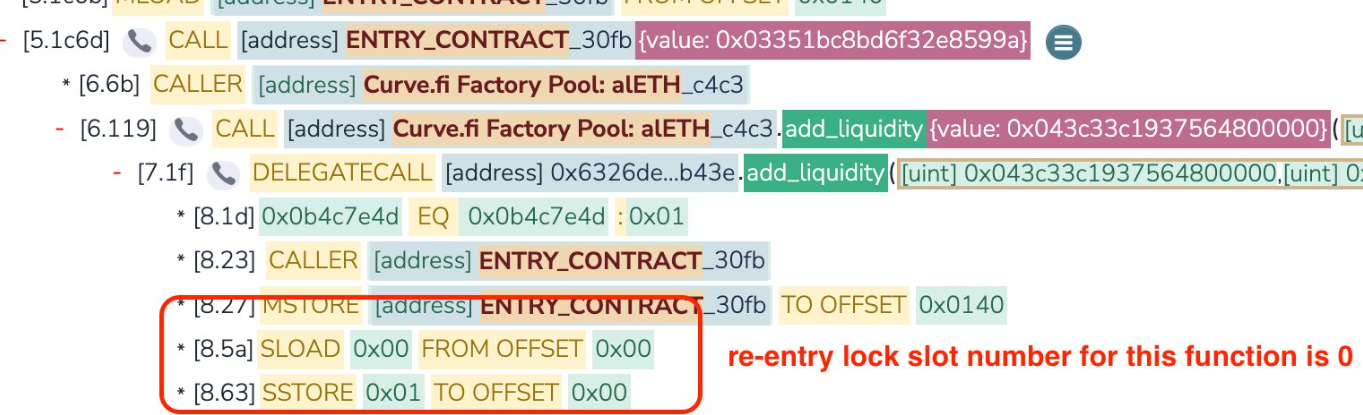 [address] ENTRY_CONTRACT_30fb FROM OFFSET 0x0140
- [5.1c6d] CALL [address] ENTRY_CONTRACT_30fb {value: 0x03351bc8bd6f32e8599a}
* [6.6b] CALLER [address] Curve.fi Factory Pool: alETH_c4c3
- [6.119] CALL [address] Curve.fi Factory Pool: alETH_c4c3.add_liquidity {value: 0x043c33c1937564800000} ( [u
- [7.1f] DELEGATECALL [address] 0x6326de...b43e.add_liquidity( [uint] 0x043c33c1937564800000,[uint] 0x
* [8.1d] 0x0b4c7e4d EQ 0x0b4c7e4d : 0x01
* [8.23] CALLER [address] ENTRY_CONTRACT_30fb
* [8.27] MSTORE [address] ENTRY_CONTRACT_30fb TO OFFSET 0x0140
* [8.5a] SLOAD 0x00 FROM OFFSET 0x00
re-entry lock slot number for this function is 0
* [8.63] SSTORE 0x01 TO OFFSET 0x00